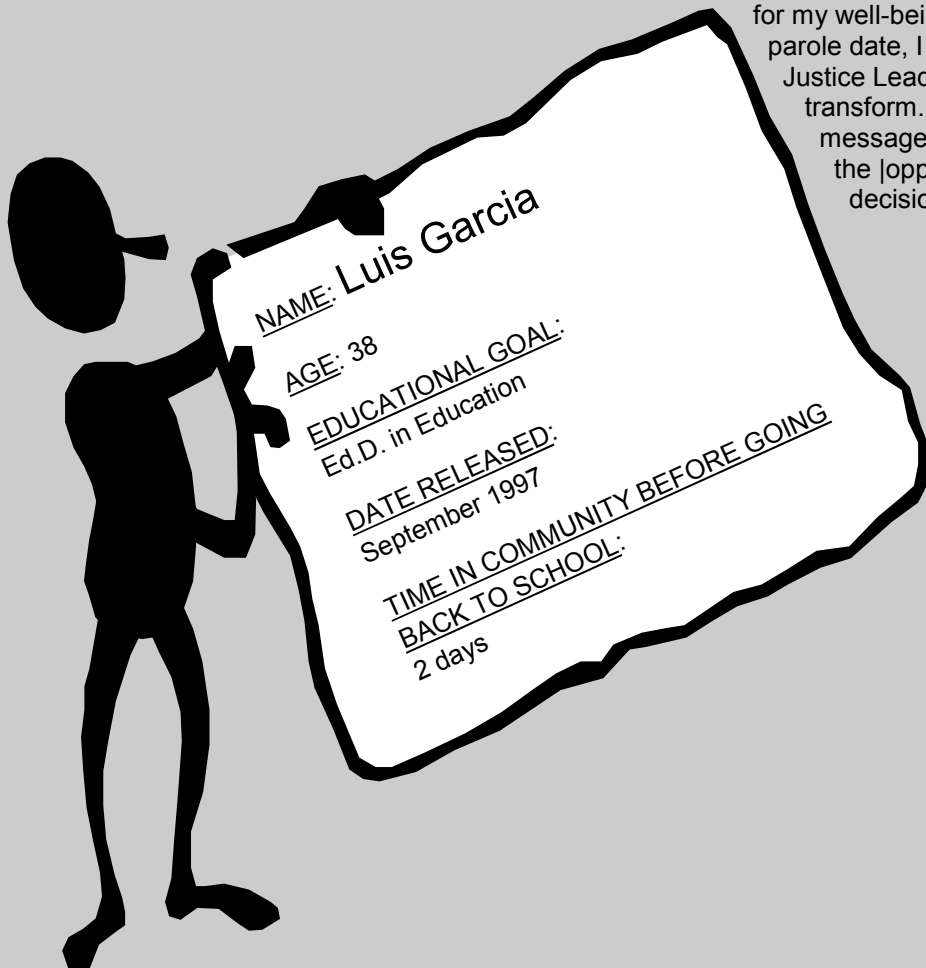 for my well-bei
parole date, I
Justice Lead
transform.
message
the |opp
decisio
NAME: Luis Garcia
AGE: 38
EDUCATIONAL GOAL:
Ed.D. in Education
DATE RELEASED:
September 1997
TIME IN COMMUNITY BEFORE GOING
BACK TO SCHOOL:
2 days